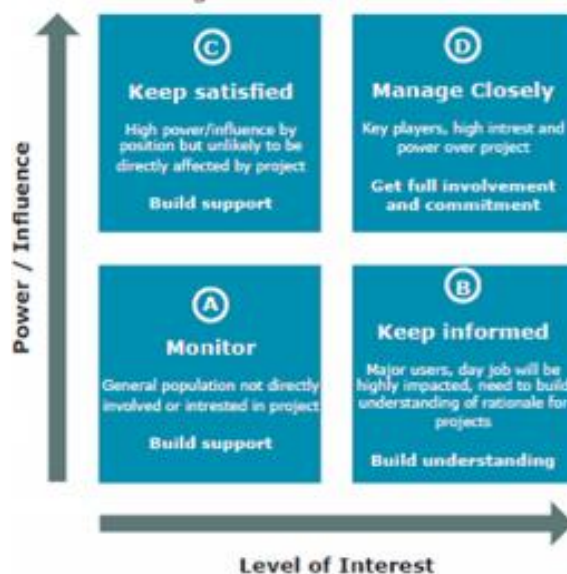 Power / Influence
C
Keep satisfied
High power/influence by
position but unlikely to be
directly affected by project
Build support
D
Manage Closely
Key players, high intrest and
power over project
Get full involvement
and commitment
A
Monitor
General population not directly
involved or intrested in project
Build support
B
Keep informed
Major users, day job will be
highly impacted, need to build
understanding of rationale for
projects
Build understanding
Level of Interest